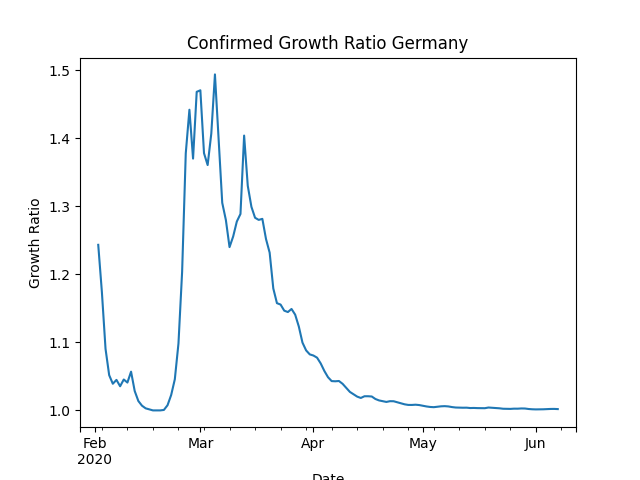 Confirmed Growth Ratio Germany
1.5
1.4
1.3
1.2
1.1
1.0
Growth Ratio
Feb
2020
Mar
Apr
May
Jun
Date